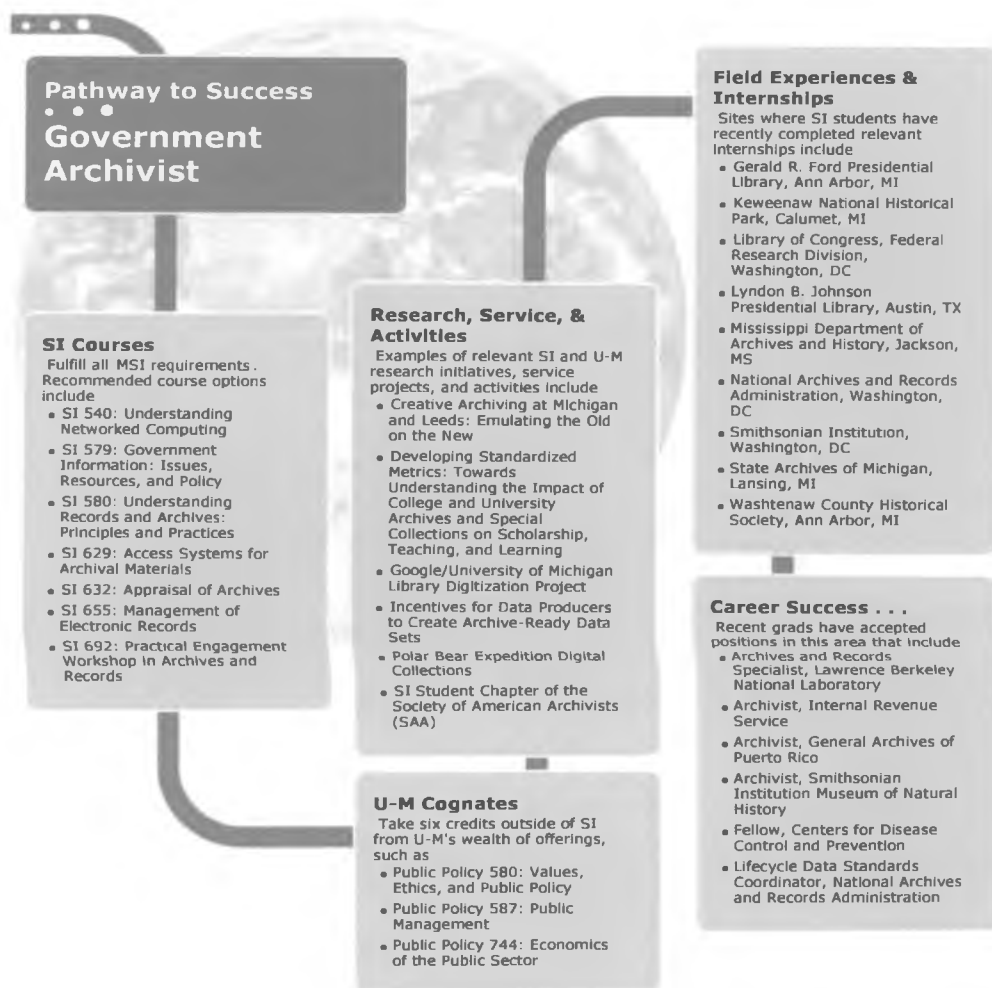 Pathway to Success
Government
Archivist
SI Courses
Fulfill all MSI requirements.
Recommended course options
include
• SI 540: Understanding
Networked Computing
• SI 579: Government
Information: Issues,
Resources, and Policy
• SI 580: Understanding
Records and Archives:
Principles and Practices
• SI 629: Access Systems for
Archival Materials
• SI 632: Appraisal of Archives
• SI 655: Management of
Electronic Records
• SI 692: Practical Engagement
Workshop in Archives and
Records
U-M Cognates
Take six credits outside of SI
from U-M's wealth of offerings,
such as
• Public Policy 580: Values,
Ethics, and Public Policy
• Public Policy 587: Public
Management
• Public Policy 744: Economics
of the Public Sector
Research, Service, &
Activities
Examples of relevant SI and U-M
research initiatives, service
projects, and activities include
• Creative Archiving at Michigan
and Leeds: Emulating the Old
on the New
• Developing Standardized
Metrics: Towards
Understanding the Impact of
College and University
Archives and Special
Collections on Scholarship,
Teaching, and Learning
• Google/University of Michigan
Library Digitization Project
• Incentives for Data Producers
to Create Archive-Ready Data
Sets
• Polar Bear Expedition Digital
Collections
• SI Student Chapter of the
Society of American Archivists
(SAA)
Field Experiences &
Internships
Sites where SI students have
recently completed relevant
internships include
• Gerald R. Ford Presidential
Library, Ann Arbor, MI
• Keweenaw National Historical
Park, Calumet, MI
• Library of Congress, Federal
Research Division,
Washington, DC
• Lyndon B. Johnson
Presidential Library, Austin, TX
• Mississippi Department of
Archives and History, Jackson,
MS
• National Archives and Records
Administration, Washington,
DC
• Smithsonian Institution,
Washington, DC
• State Archives of Michigan,
Lansing, MI
• Washtenaw County Historical
Society, Ann Arbor, MI
Career Success . . .
Recent grads have accepted
positions in this area that include
• Archives and Records
Specialist, Lawrence Berkeley
National Laboratory
• Archivist, Internal Revenue
Service
• Archivist, General Archives of
Puerto Rico
• Archivist, Smithsonian
Institution Museum of Natural
History
• Fellow, Centers for Disease
Control and Prevention
• Lifecycle Data Standards
Coordinator, National Archives
and Records Administration